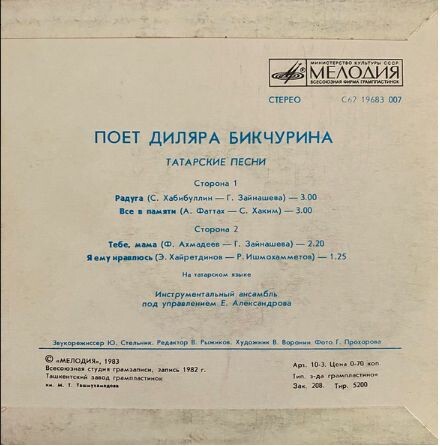 МИНИСТЕРСТВО КУЛЬТУРЫ СССР
МЕЛОДИЯ
ВСЕСОЮЗНАЯ ФИРМА ГРАМПЛАСТИНОК
СТЕРЕО С62 19683 007
ПОЕТ ДИЛЯРА БИКЧУРИНА
ТАТАРСКИЕ ПЕСНИ
Сторона 1
Радуга (С. Хабибуллин — Г. Зайнашева) — 3.00
Все в памяти (А. Фаттах — С. Хаким) — 3.00
Сторона 2
Тебе, мама (Ф. Ахмадеев — Г. Зайнашева) — 2.20
Я ему нравлюсь (Э. Хайретдинов — Р. Ишмохамметов) — 1.25
На татарском языке
Инструментальный ансамбль
под управлением Е. Александрова
Звукорежиссер Ю. Стельник. Редактор В. Рыжиков. Художник В. Воронин Фото Г. Прохорова
© «МЕЛОДИЯ», 1983
Всесоюзная студия грамзаписи, запись 1982 г.
Ташкентский завод грампластинок
им. М. Т. Ташмухамедова
Арт. 10-3. Цена 0-70 коп
Тип. з-да грампластинок
Зак. 208. Тир. 5200